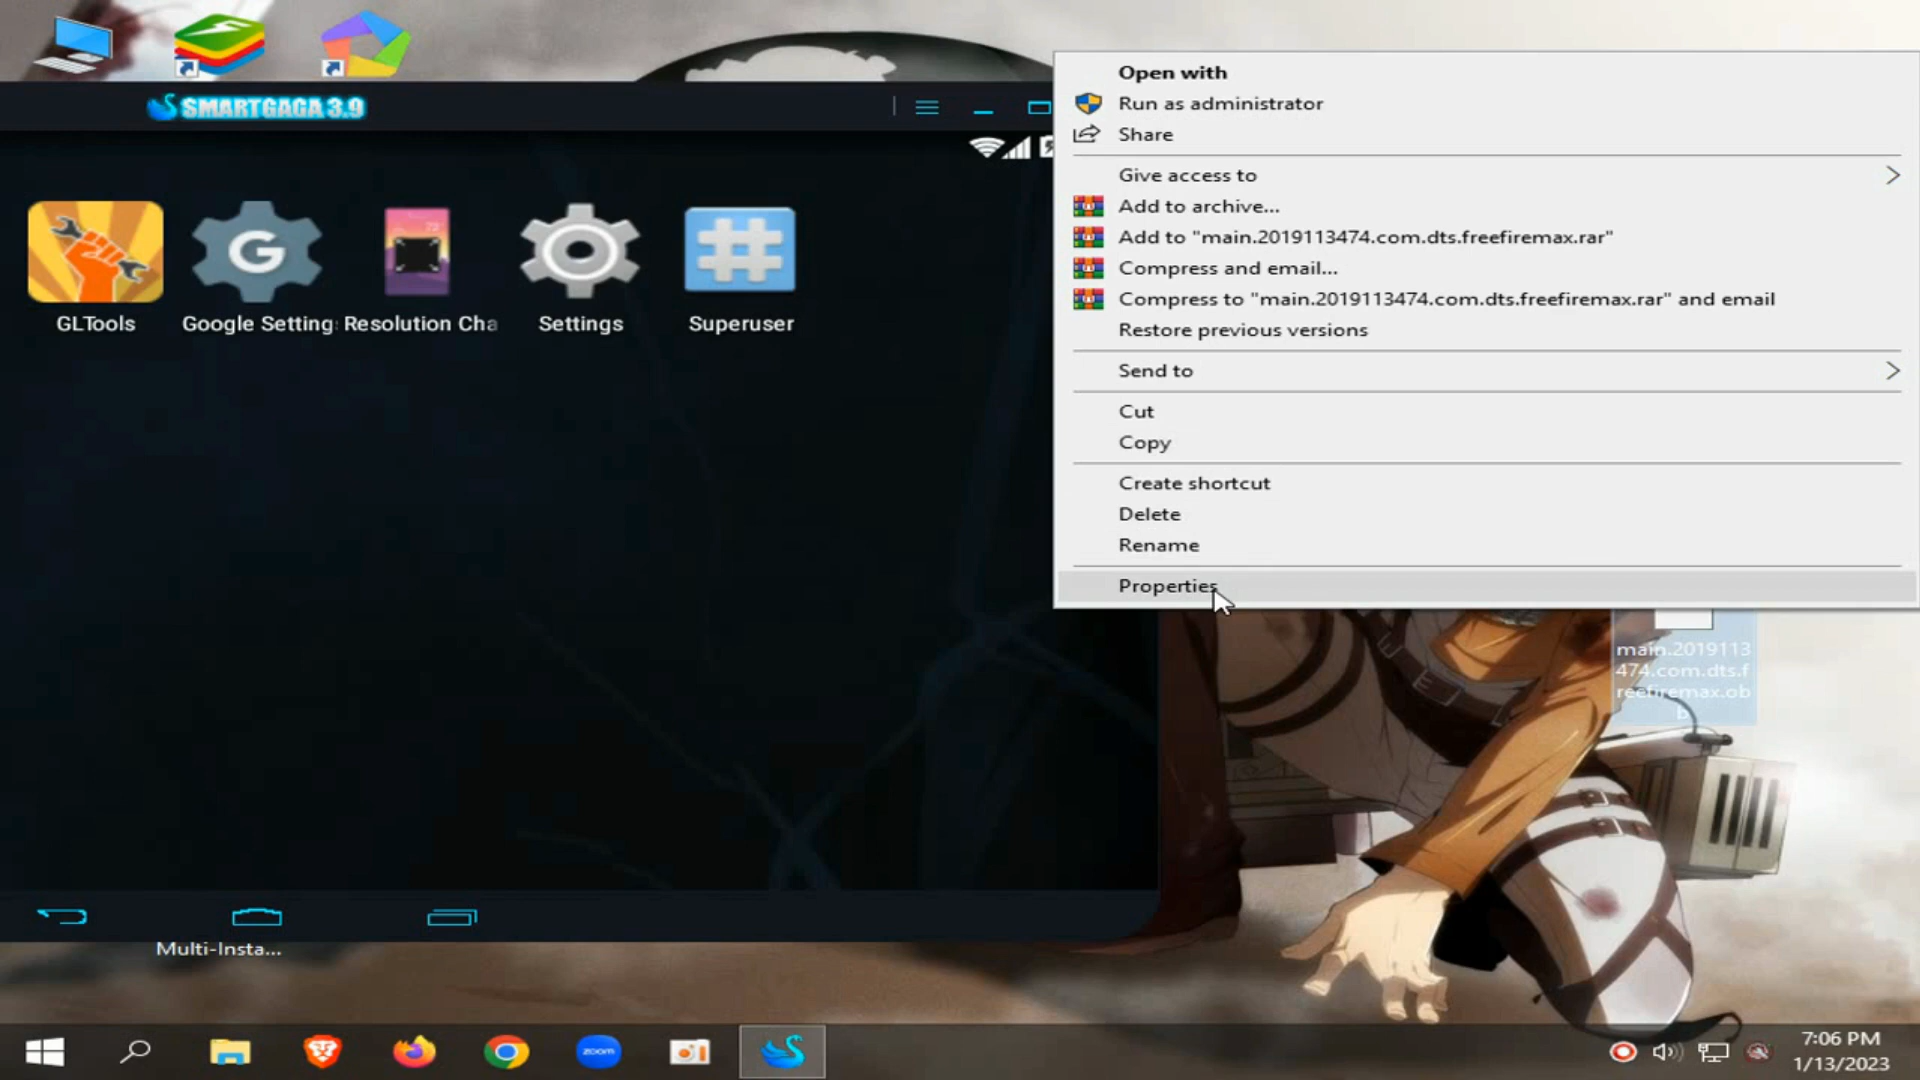 SMARTGAGA 3.9
GLTools
Google Setting
Resolution Cha
Settings
Superuser
Open with
Run as administrator
Share
Give access to
Add to archive...
Add to "main.2019113474.com.dts.freefiremax.rar"
Compress and email...
Compress to "main.2019113474.com.dts.freefiremax.rar" and email
Restore previous versions
Send to
Cut
Copy
Create shortcut
Delete
Rename
Properties
main.2019113
474.com.dts.f
reefiremax.ob
b
Multi-Insta...
zoom
7:06 PM
1/13/2023